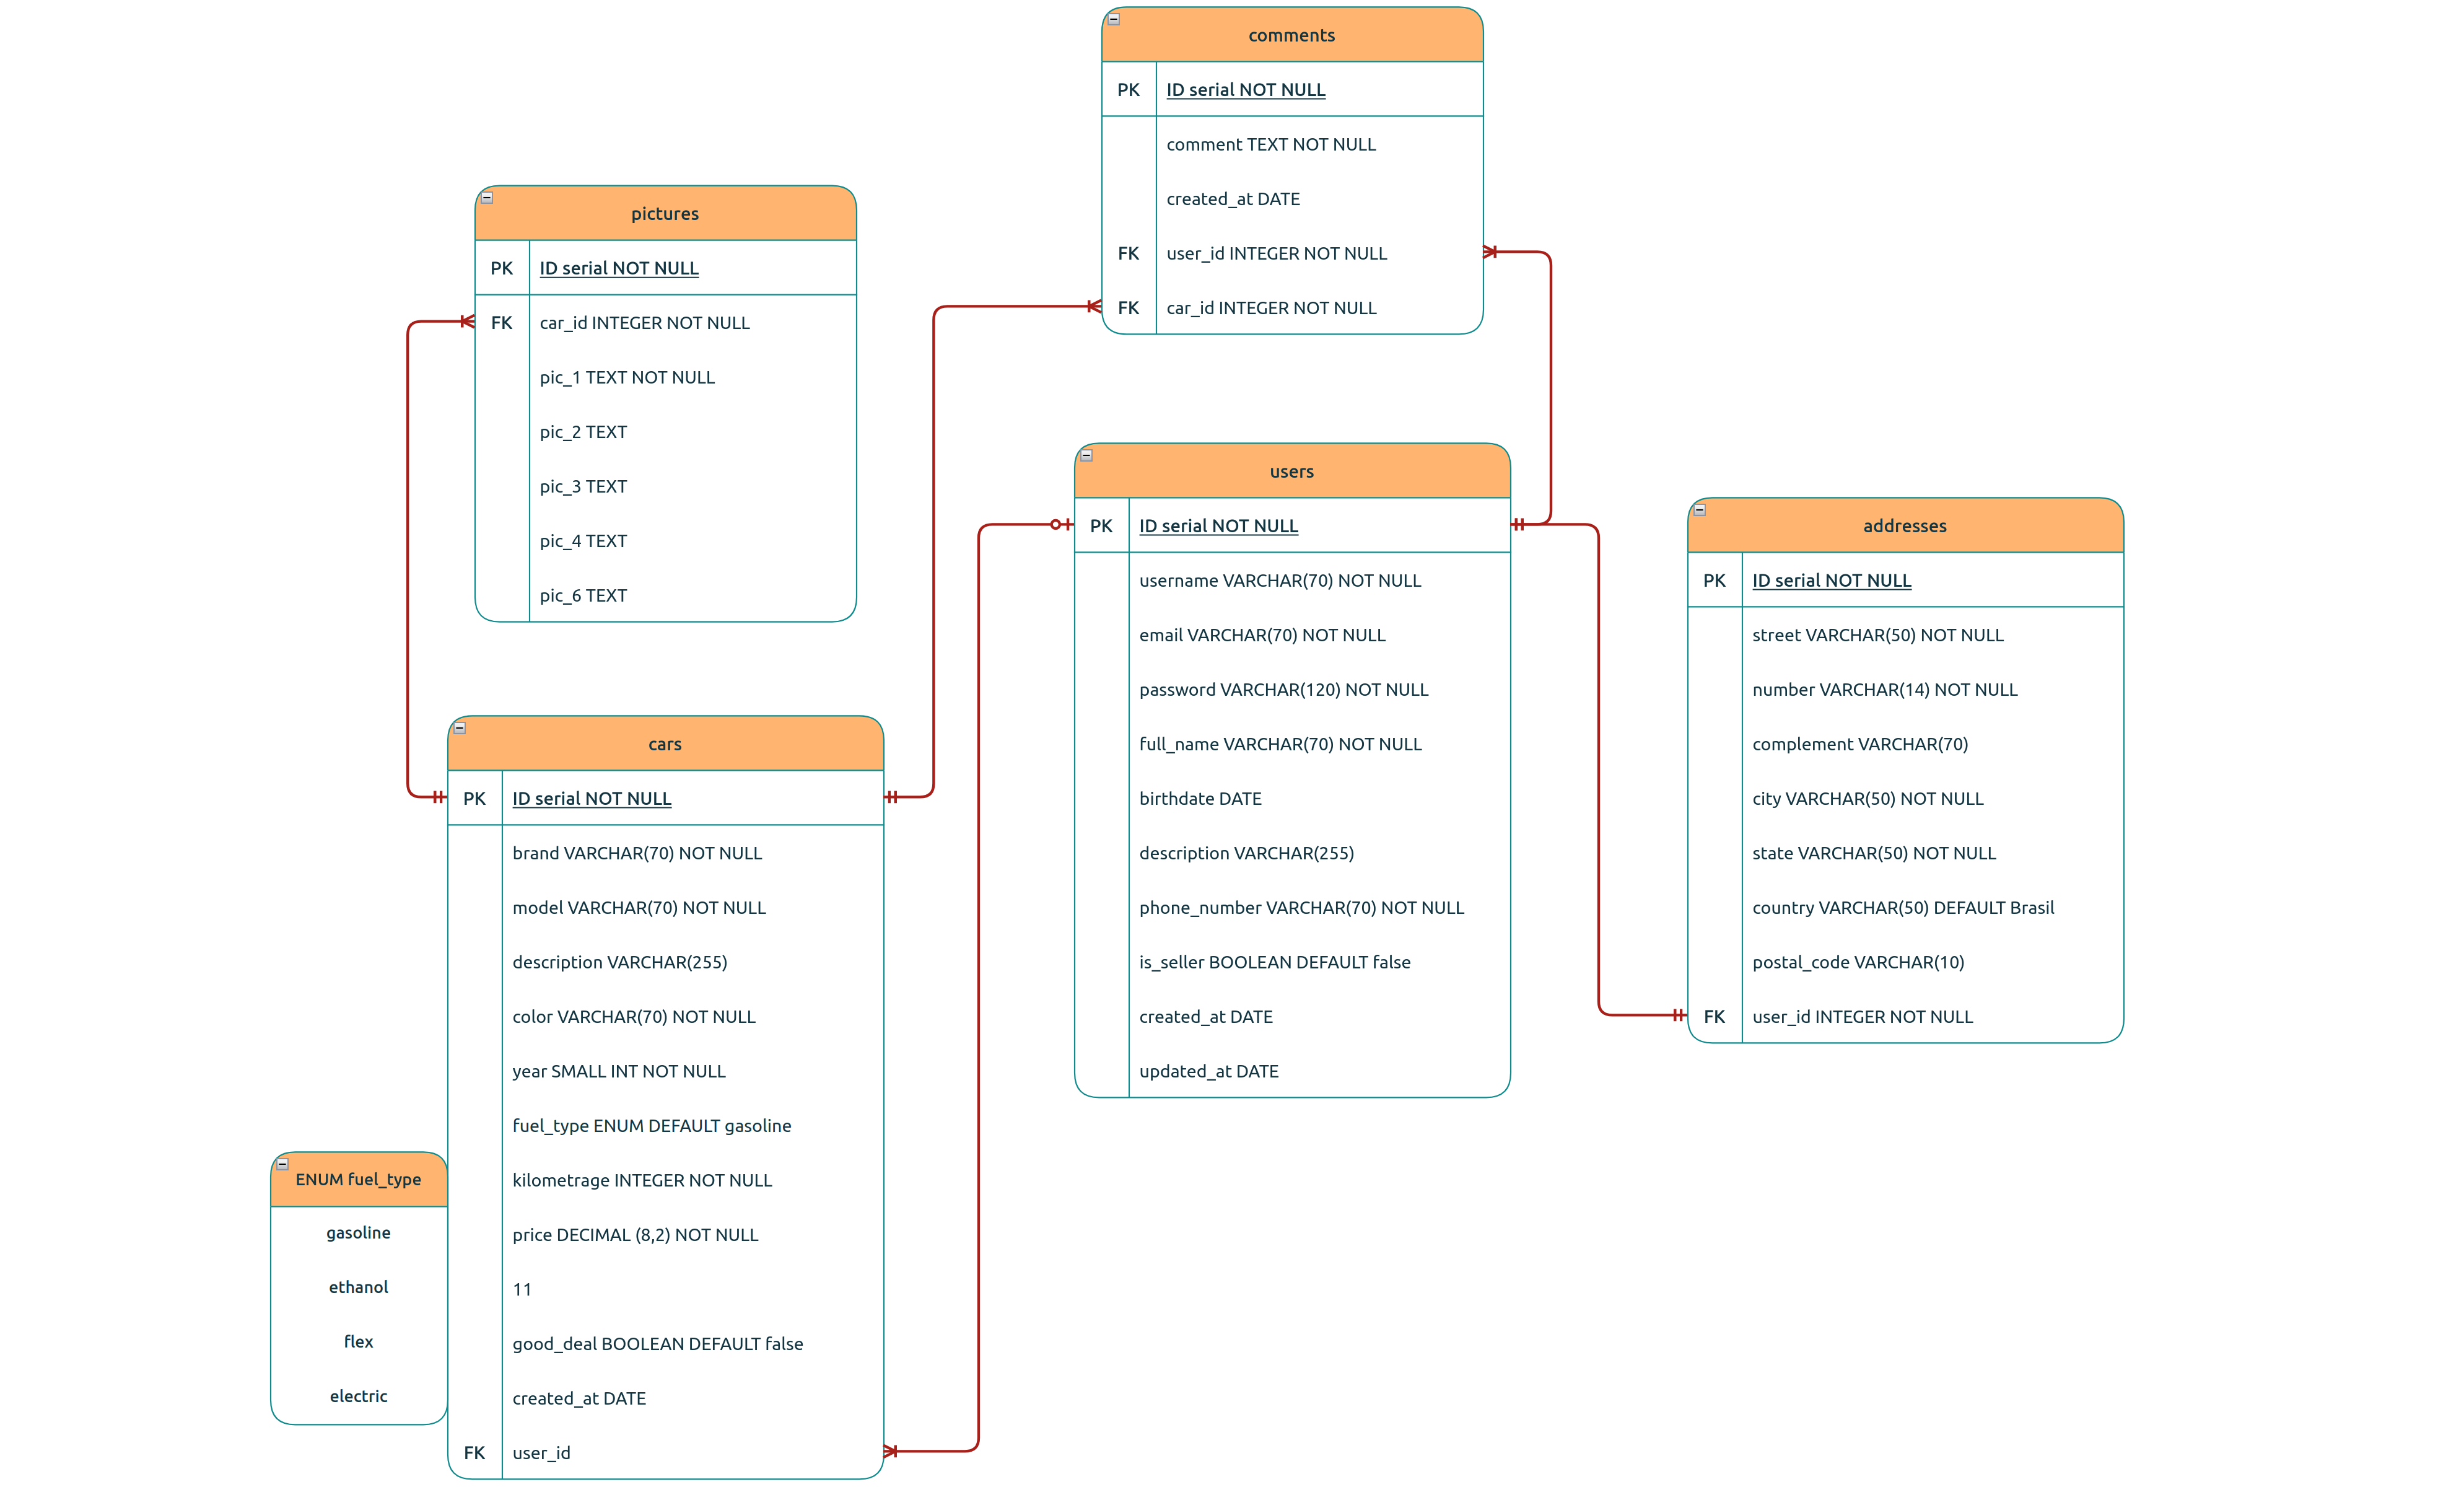 comments
PK ID serial NOT NULL
comment TEXT NOT NULL
created_at DATE
FK user_id INTEGER NOT NULL
FK car_id INTEGER NOT NULL
pictures
PK ID serial NOT NULL
FK car_id INTEGER NOT NULL
pic_1 TEXT NOT NULL
pic_2 TEXT
pic_3 TEXT
pic_4 TEXT
pic_6 TEXT
users
PK ID serial NOT NULL
username VARCHAR(70) NOT NULL
email VARCHAR(70) NOT NULL
password VARCHAR(120) NOT NULL
full_name VARCHAR(70) NOT NULL
birthdate DATE
description VARCHAR(255)
phone_number VARCHAR(70) NOT NULL
is_seller BOOLEAN DEFAULT false
created_at DATE
updated_at DATE
addresses
PK ID serial NOT NULL
street VARCHAR(50) NOT NULL
number VARCHAR(14) NOT NULL
complement VARCHAR(70)
city VARCHAR(50) NOT NULL
state VARCHAR(50) NOT NULL
country VARCHAR(50) DEFAULT Brasil
postal_code VARCHAR(10)
FK user_id INTEGER NOT NULL
cars
PK ID serial NOT NULL
brand VARCHAR(70) NOT NULL
model VARCHAR(70) NOT NULL
description VARCHAR(255)
color VARCHAR(70) NOT NULL
year SMALL INT NOT NULL
fuel_type ENUM DEFAULT gasoline
kilometrage INTEGER NOT NULL
price DECIMAL (8,2) NOT NULL
11
good_deal BOOLEAN DEFAULT false
created_at DATE
FK user_id
ENUM fuel_type
gasoline
ethanol
flex
electric